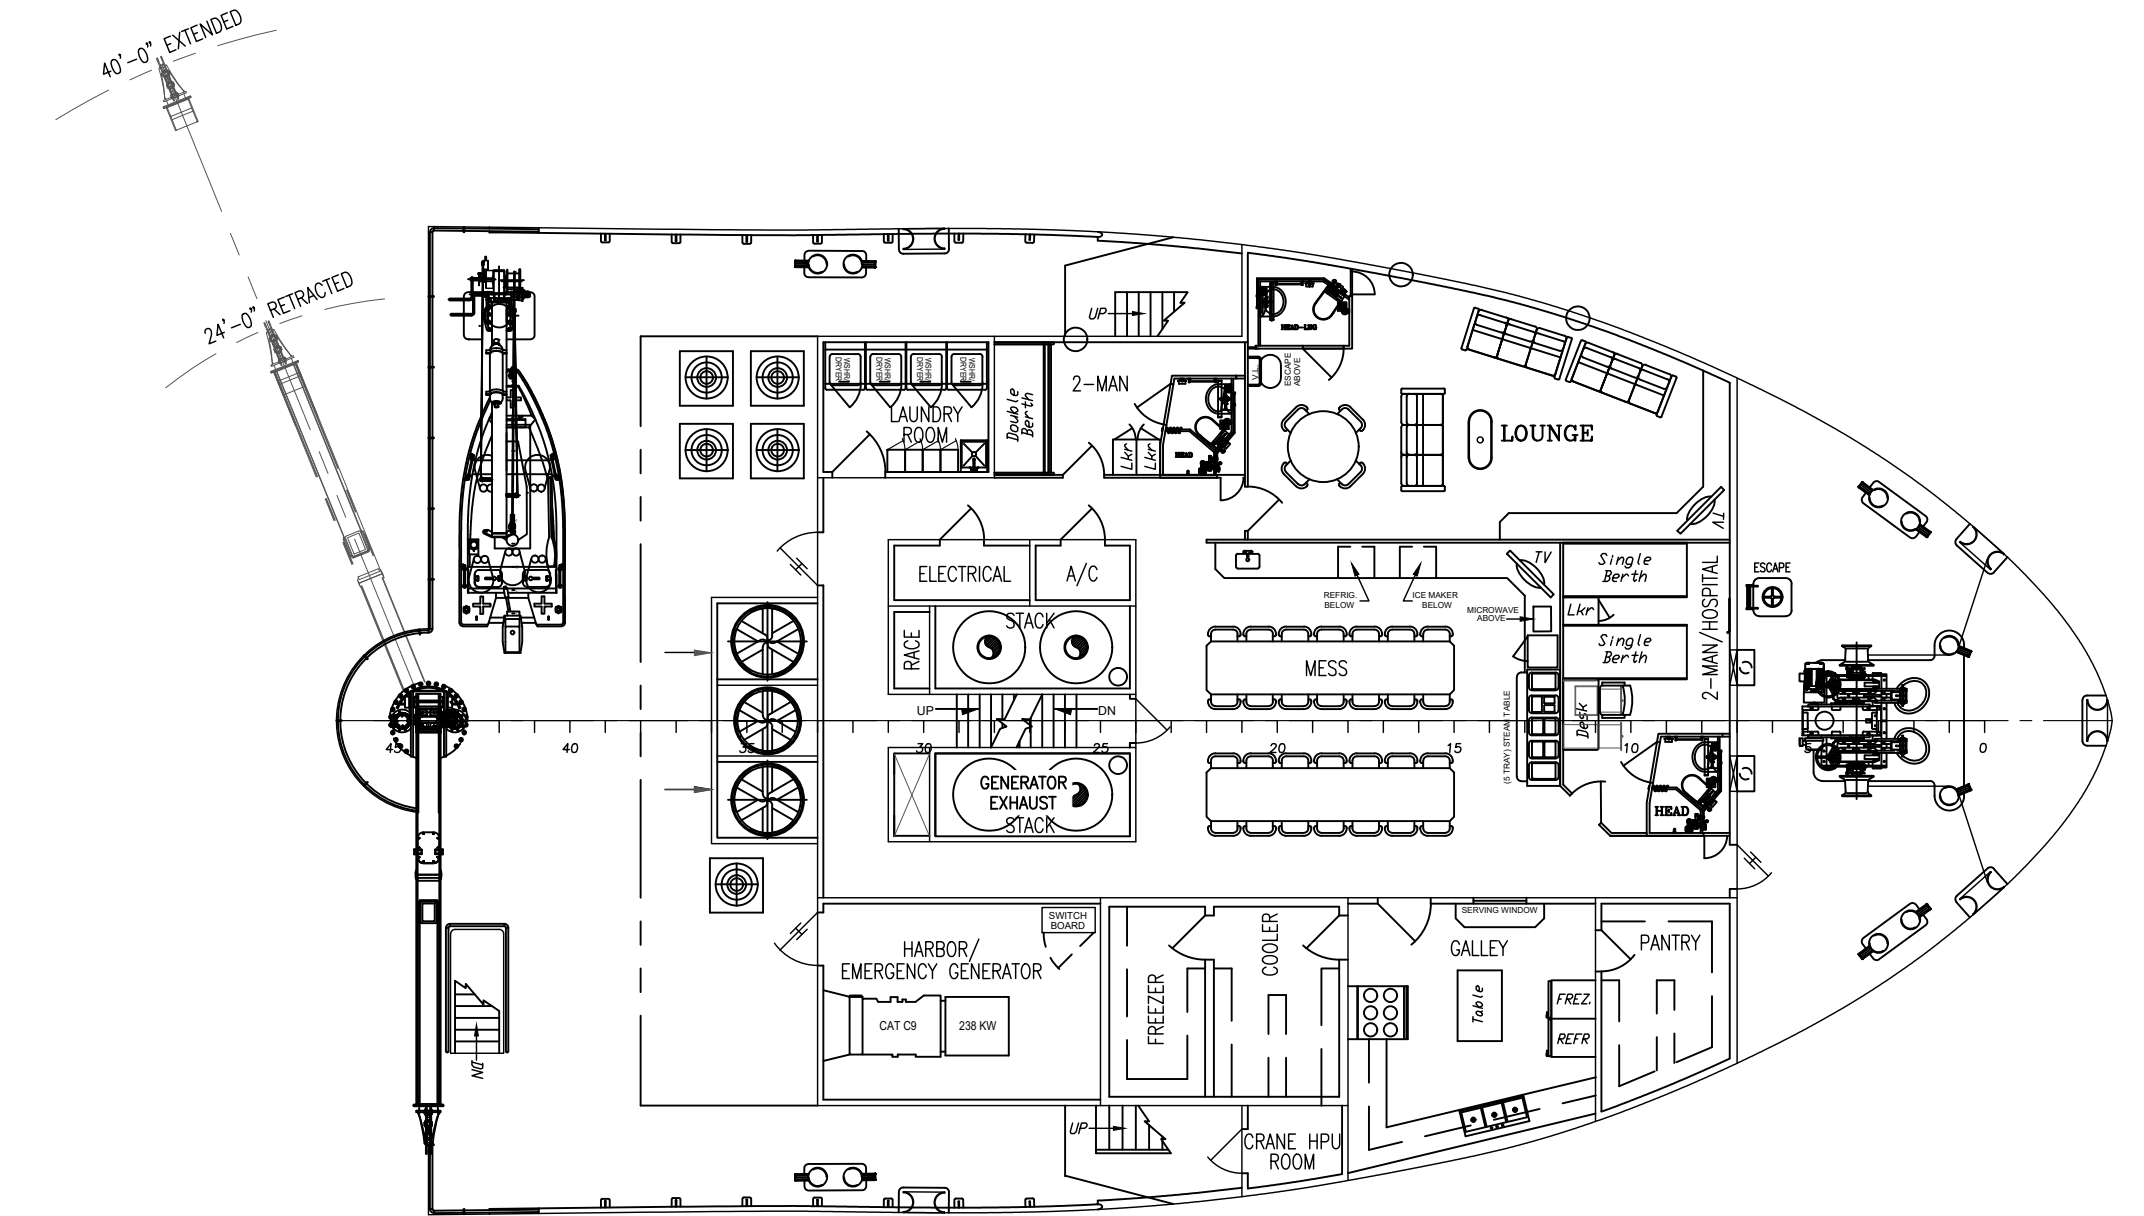 40'-0" EXTENDED
24'-0" RETRACTED
UP
HEAD-LNG
V.L.
ESCAPE
ABOVE
WSHR/
DRYER
WSHR/
DRYER
WSHR/
DRYER
WSHR/
DRYER
LAUNDRY
ROOM
Double
Berth
2-MAN
Lkr
Lkr
HEAD
LOUNGE
TV
ELECTRICAL
A/C
REFRIG.
BELOW
ICE MAKER
BELOW
TV
MICROWAVE
ABOVE
Single
Berth
Lkr
Single
Berth
2-MAN/HOSPITAL
ESCAPE
RACE
STACK
MESS
(5 TRAY) STEAM TABLE
Desk
UP
DN
45
40
35
30
25
20
15
10
5
0
GENERATOR
EXHAUST
STACK
HEAD
SWITCH
BOARD
HARBOR/
EMERGENCY GENERATOR
CAT C9
238 KW
FREEZER
COOLER
SERVING WINDOW
GALLEY
PANTRY
Table
FREZ.
REFR
DN
UP
CRANE HPU
ROOM